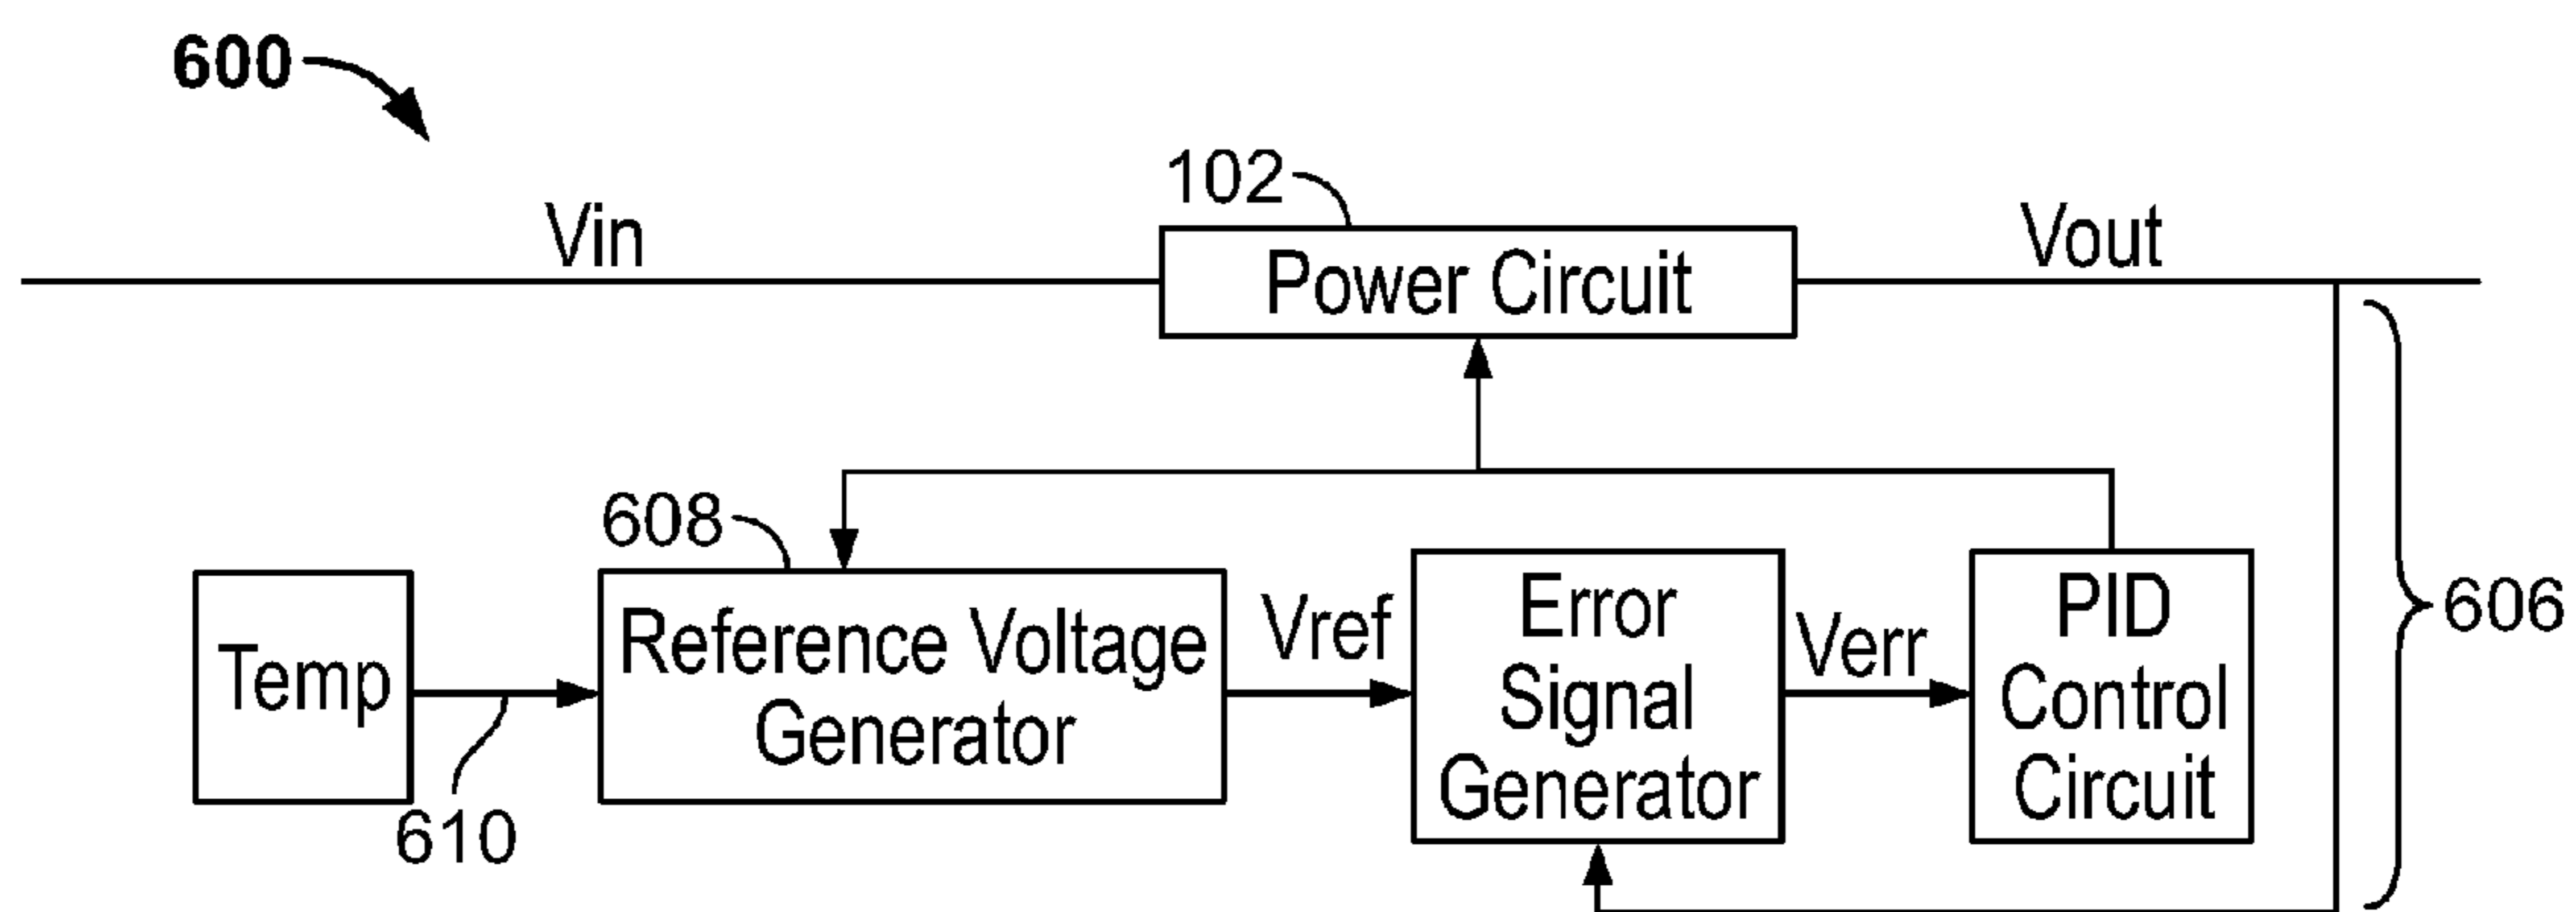 600
102
Vin
Power Circuit
Vout
608
606
Temp
610
Reference Voltage
Generator
Vref
Error
Signal
Generator
Verr
PID
Control
Circuit